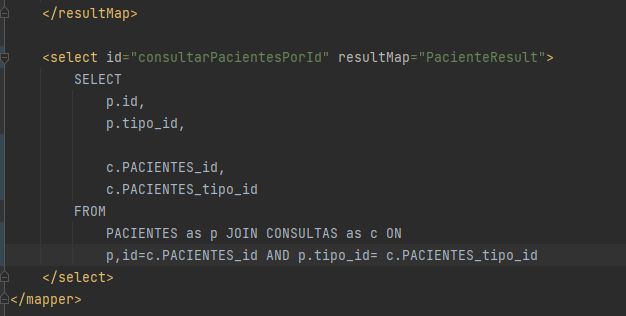 </resultMap>
<select id="consultarPacientesPorId" resultMap="PacienteResult">
SELECT
p.id,
p.tipo_id,
c.PACIENTES_id,
c.PACIENTES_tipo_id
FROM
PACIENTES as p JOIN CONSULTAS as c ON
p,id=c.PACIENTES_id AND p.tipo_id= c.PACIENTES_tipo_id
</select>
</mapper>